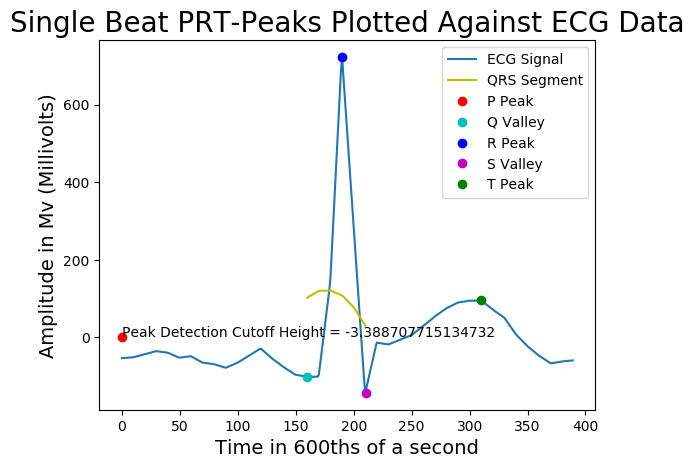 Single Beat PRT-Peaks Plotted Against ECG Data
ECG Signal
QRS Segment
P Peak
Q Valley
R Peak
S Valley
T Peak
Amplitude in Mv (Millivolts)
600
400
200
0
Peak Detection Cutoff Height = -3.388707715134732
0 50 100 150 200 250 300 350 400
Time in 600ths of a second